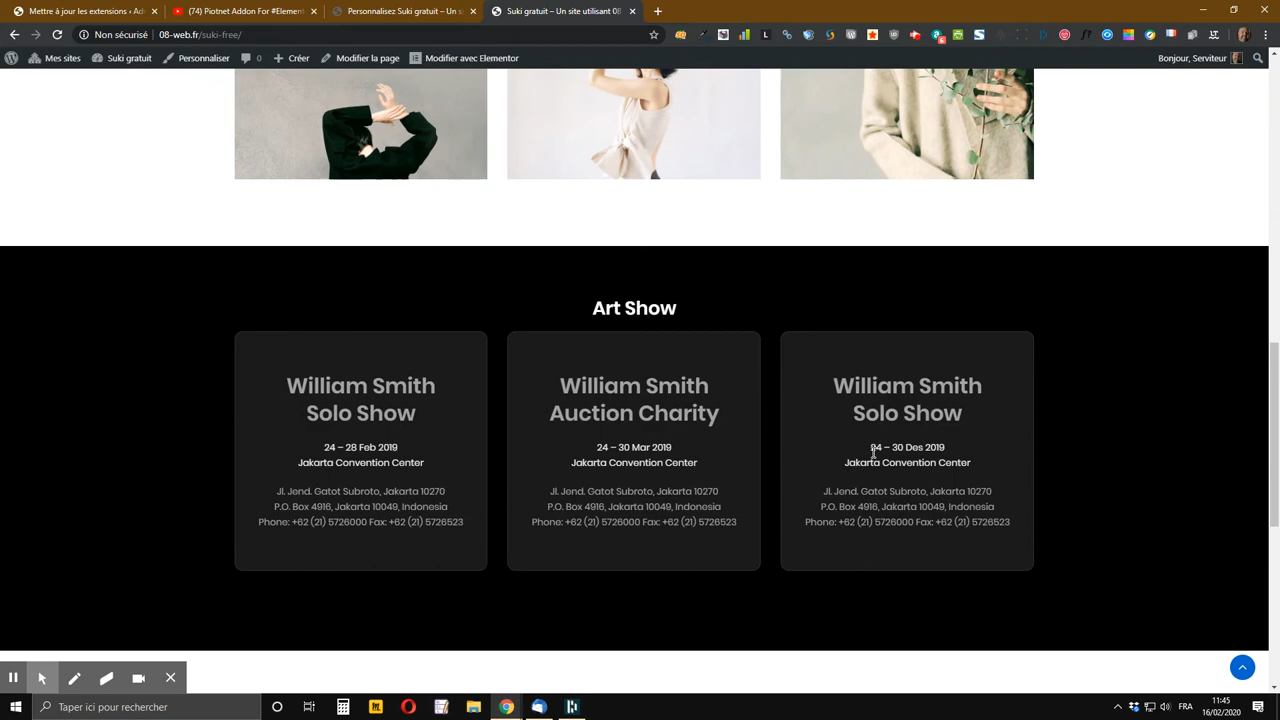 Mettre à jour les extensions ‹ Ad
(74) Piotnet Addon For #Element
Personnalisez Suki gratuit – Un si
Suki gratuit – Un site utilisant 08
Non sécurisé | 08-web.fr/suki-free/
Mes sites
Suki gratuit
Personnaliser
0
Créer
Modifier la page
Modifier avec Elementor
Bonjour, Serviteur
Art Show
William Smith
Solo Show
24 – 28 Feb 2019
Jakarta Convention Center
Jl. Jend. Gatot Subroto, Jakarta 10270
P.O. Box 4916, Jakarta 10049, Indonesia
Phone: +62 (21) 5726000 Fax: +62 (21) 5726523
William Smith
Auction Charity
24 – 30 Mar 2019
Jakarta Convention Center
Jl. Jend. Gatot Subroto, Jakarta 10270
P.O. Box 4916, Jakarta 10049, Indonesia
Phone: +62 (21) 5726000 Fax: +62 (21) 5726523
William Smith
Solo Show
24 – 30 Des 2019
Jakarta Convention Center
Jl. Jend. Gatot Subroto, Jakarta 10270
P.O. Box 4916, Jakarta 10049, Indonesia
Phone: +62 (21) 5726000 Fax: +62 (21) 5726523
Taper ici pour rechercher
FRA
11:45
16/02/2020